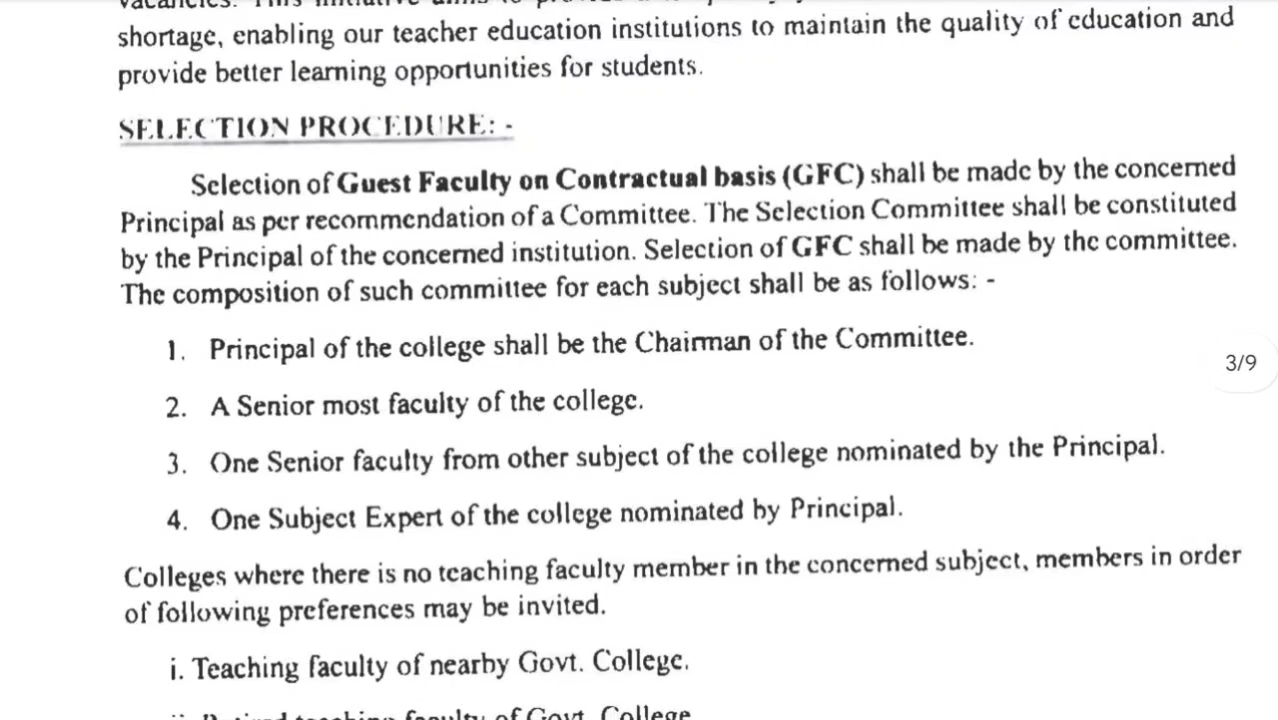 shortage, enabling our teacher education institutions to maintain the quality of education and
provide better learning opportunities for students.
SELECTION PROCEDURE: -
Selection of Guest Faculty on Contractual basis (GFC) shall be made by the concerned
Principal as per recommendation of a Committee. The Selection Committee shall be constituted
by the Principal of the concerned institution. Selection of GFC shall be made by the committee.
The composition of such committee for each subject shall be as follows: -
1. Principal of the college shall be the Chairman of the Committee.
3/9
2. A Senior most faculty of the college.
3. One Senior faculty from other subject of the college nominated by the Principal.
4. One Subject Expert of the college nominated by Principal.
Colleges where there is no teaching faculty member in the concerned subject, members in order
of following preferences may be invited.
i. Teaching faculty of nearby Govt. College.
teaching faculty of Govt. College